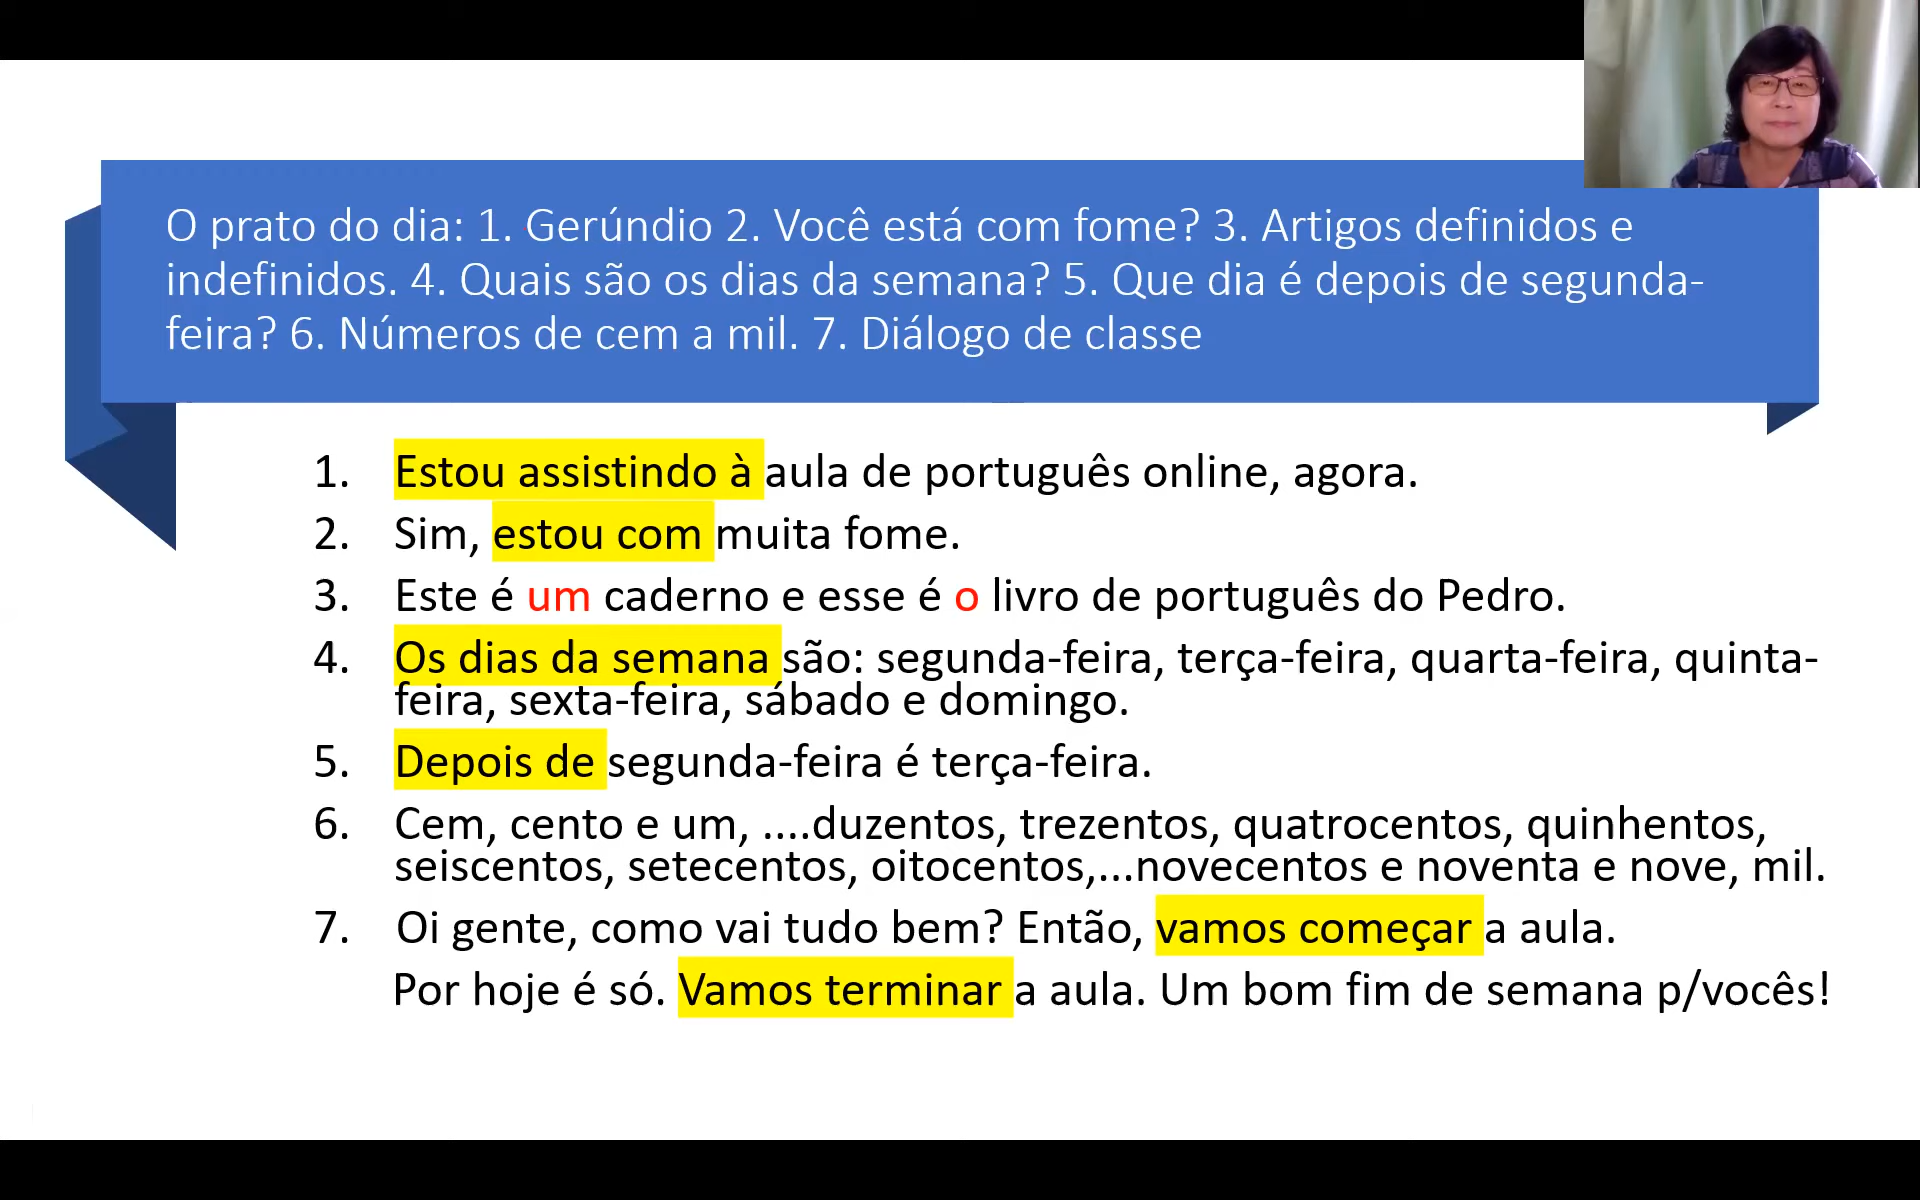 O prato do dia: 1. Gerúndio 2. Você está com fome? 3. Artigos definidos e
indefinidos. 4. Quais são os dias da semana? 5. Que dia é depois de segunda-
feira? 6. Números de cem a mil. 7. Diálogo de classe
1. Estou assistindo à aula de português online, agora.
2. Sim, estou com muita fome.
3. Este é um caderno e esse é o livro de português do Pedro.
4. Os dias da semana são: segunda-feira, terça-feira, quarta-feira, quinta-
feira, sexta-feira, sábado e domingo.
5. Depois de segunda-feira é terça-feira.
6. Cem, cento e um, ....duzentos, trezentos, quatrocentos, quinhentos,
seiscentos, setecentos, oitocentos,...novecentos e noventa e nove, mil.
7. Oi gente, como vai tudo bem? Então, vamos começar a aula.
Por hoje é só. Vamos terminar a aula. Um bom fim de semana p/vocês!